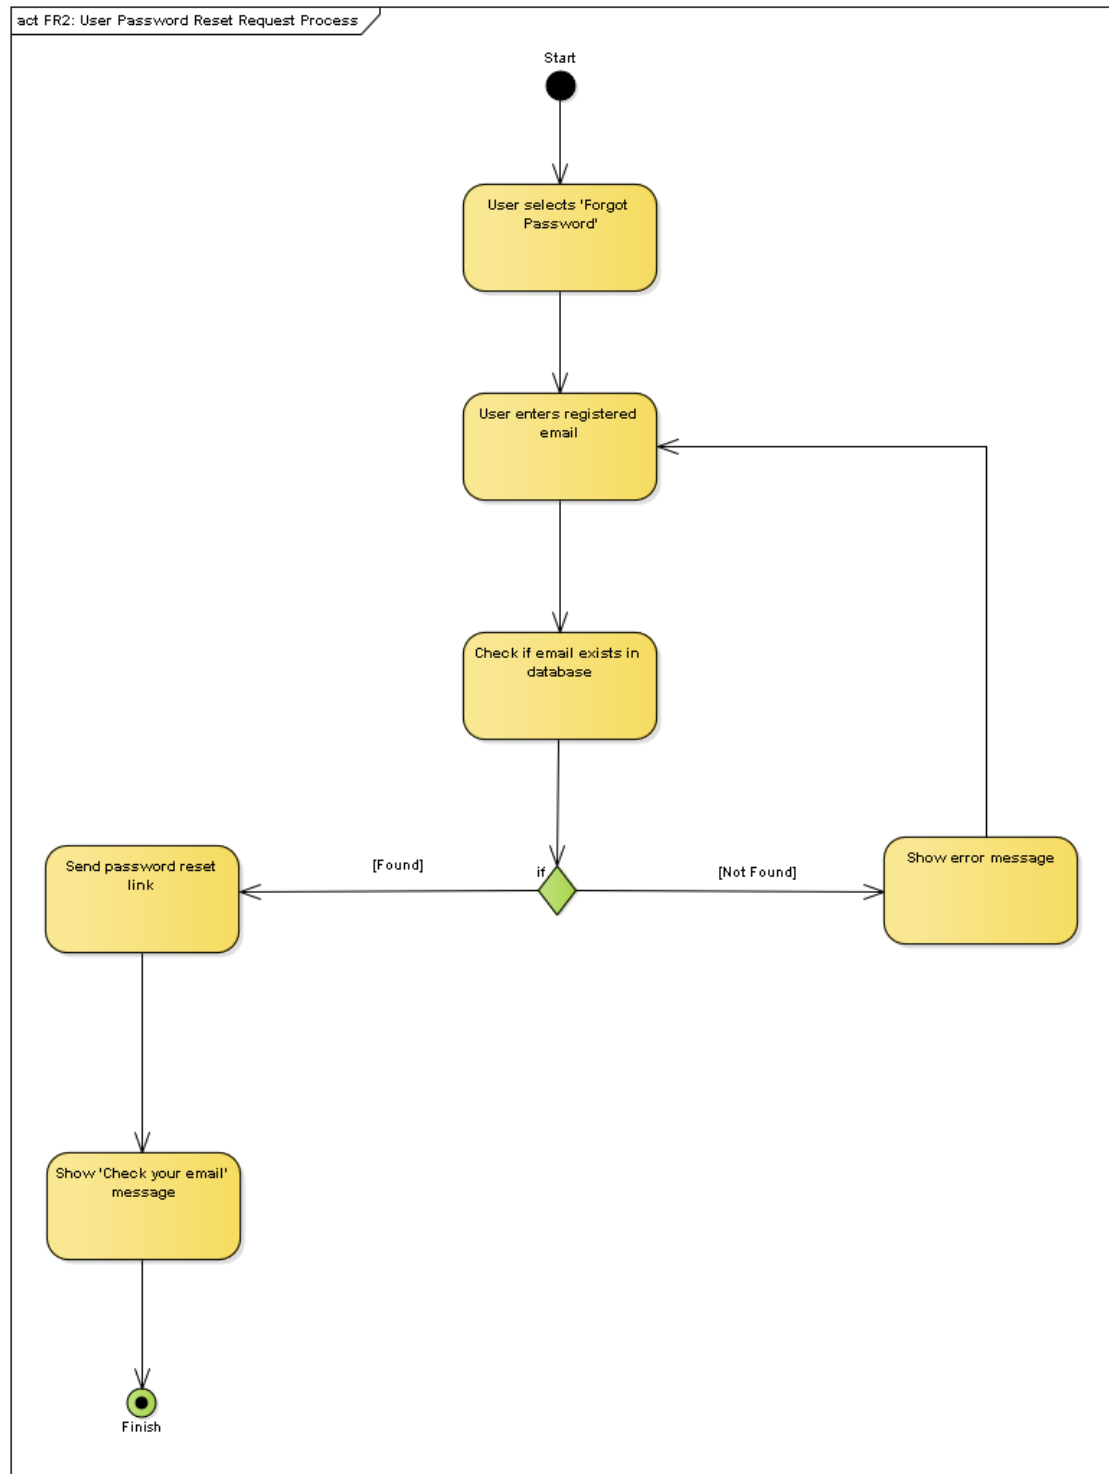 act FR2: User Password Reset Request Process
Start
User selects 'Forgot
Password'
User enters registered
email
Check if email exists in
database
Send password reset
link
[Found]
if
[Not Found]
Show error message
Show 'Check your email'
message
Finish